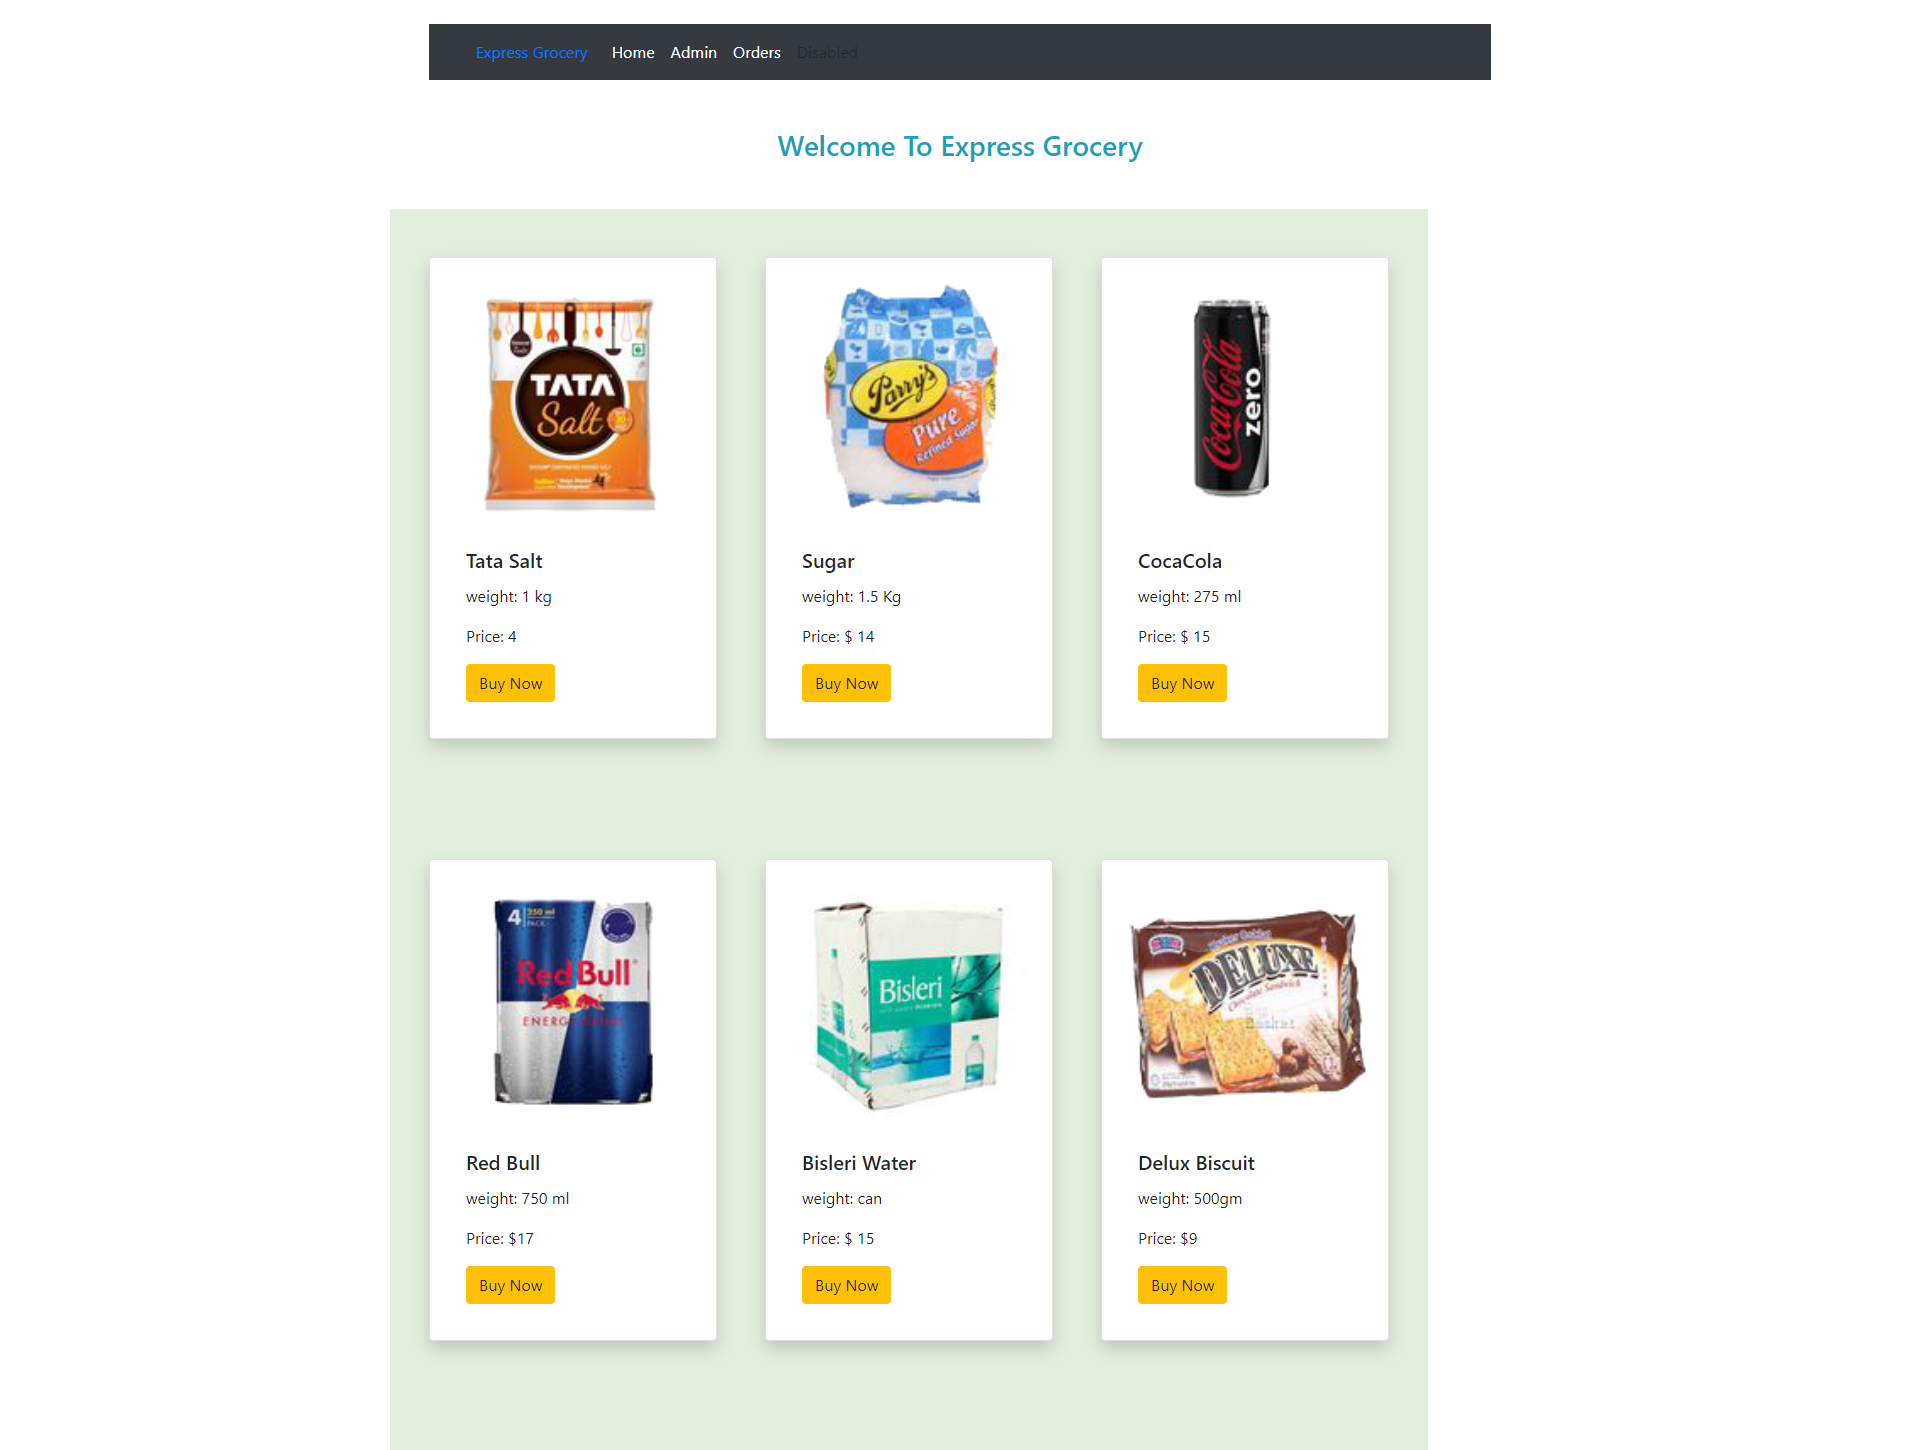 Express Grocery Home Admin Orders Disabled
Welcome To Express Grocery
TATA
Salt
Tata Salt
weight: 1 kg
Price: 4
Buy Now
Parry's
Pure
Refined Sugar
Sugar
weight: 1.5 Kg
Price: $ 14
Buy Now
Coca-Cola
zero
CocaCola
weight: 275 ml
Price: $ 15
Buy Now
4 250 ml
PACK
RedBull
ENERGY
Red Bull
weight: 750 ml
Price: $17
Buy Now
Bisleri
Bisleri Water
weight: can
Price: $ 15
Buy Now
DELUXE
Chocolate Sandwich
Delux Biscuit
weight: 500gm
Price: $9
Buy Now